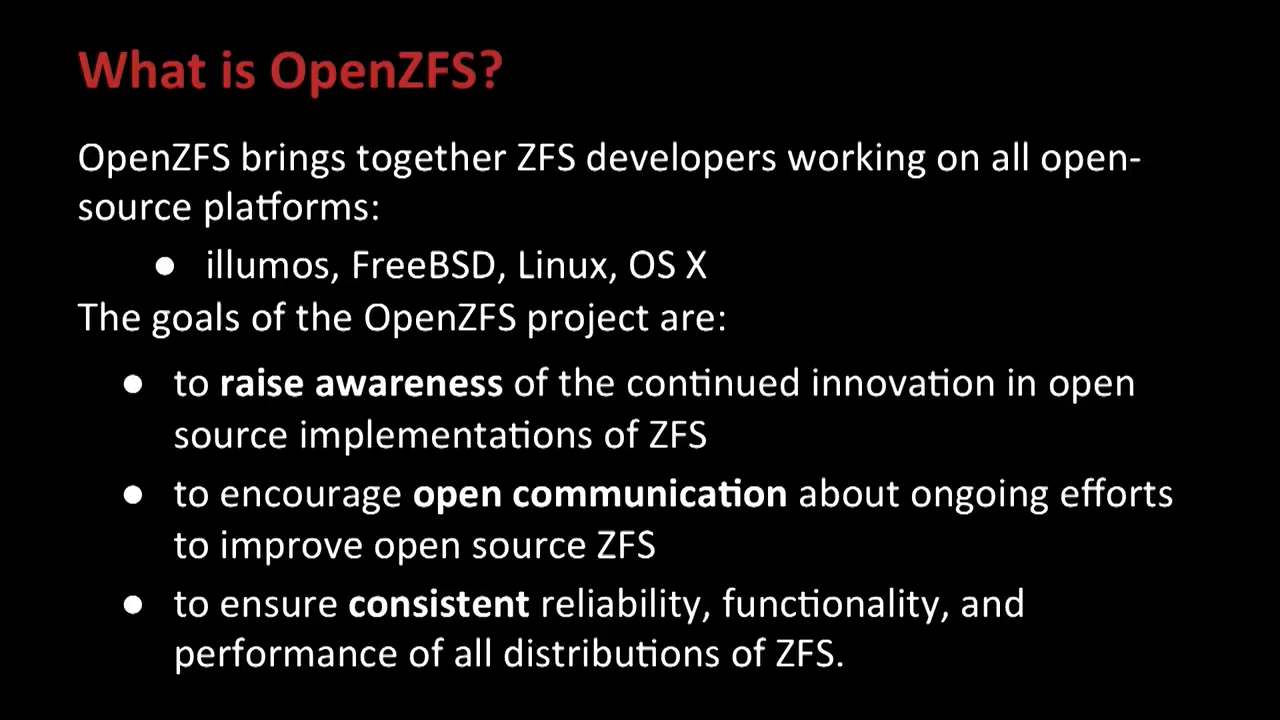 What is OpenZFS?
OpenZFS brings together ZFS developers working on all open-
source platforms:
● illumos, FreeBSD, Linux, OS X
The goals of the OpenZFS project are:
● to raise awareness of the continued innovation in open
source implementations of ZFS
● to encourage open communication about ongoing efforts
to improve open source ZFS
● to ensure consistent reliability, functionality, and
performance of all distributions of ZFS.